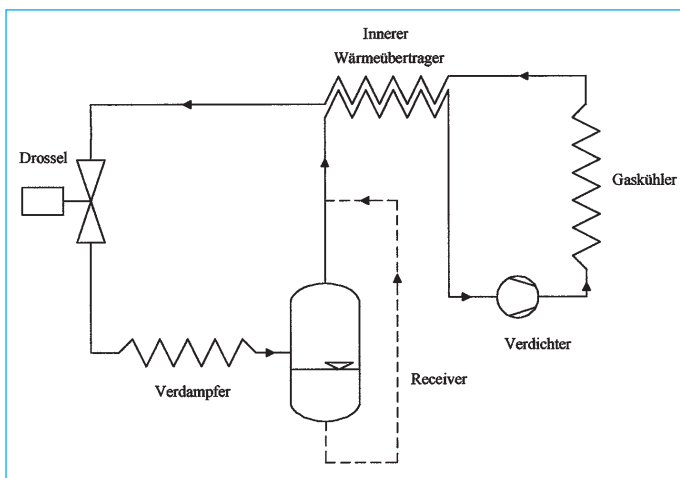 Innerer
Wärmeübertrager
Drossel
Gaskühler
Verdichter
Receiver
Verdampfer